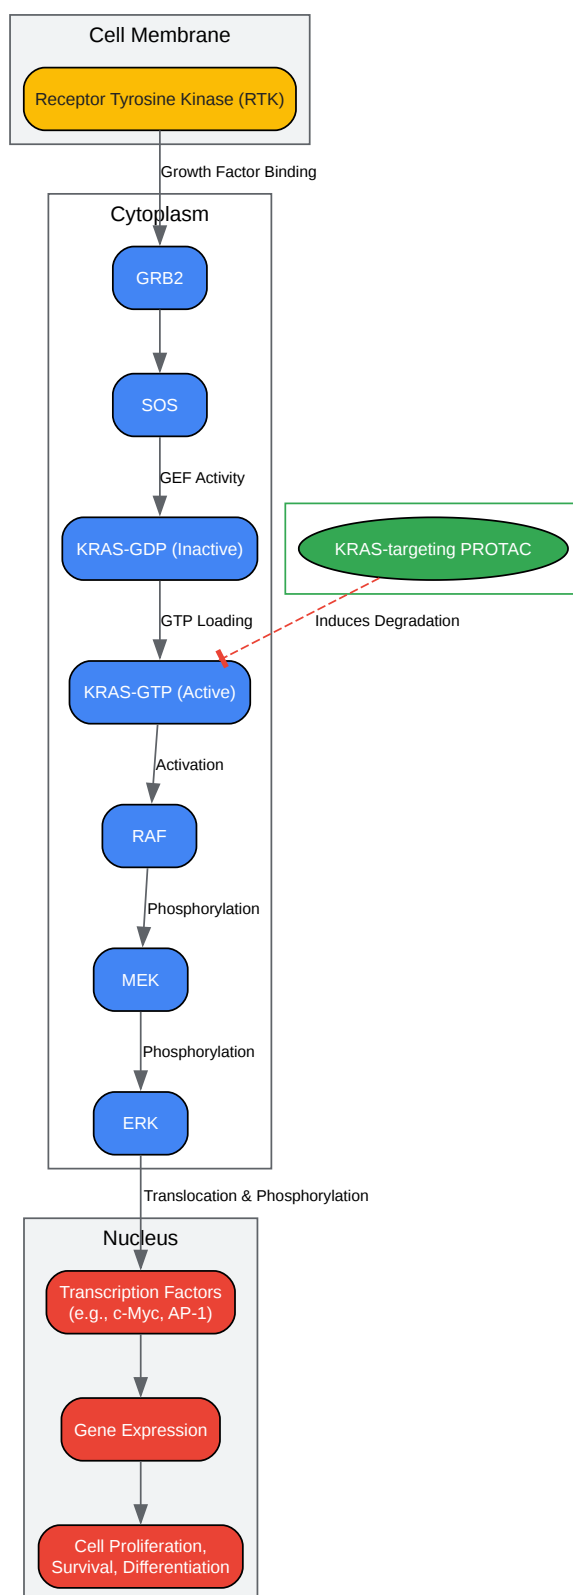 Cell Membrane
Receptor Tyrosine Kinase (RTK)
Growth Factor Binding
Cytoplasm
GRB2
SOS
GEF Activity
KRAS-GDP (Inactive)
KRAS-targeting PROTAC
GTP Loading
Induces Degradation
KRAS-GTP (Active)
Activation
RAF
Phosphorylation
MEK
Phosphorylation
ERK
Translocation & Phosphorylation
Nucleus
Transcription Factors
(e.g., c-Myc, AP-1)
Gene Expression
Cell Proliferation,
Survival, Differentiation